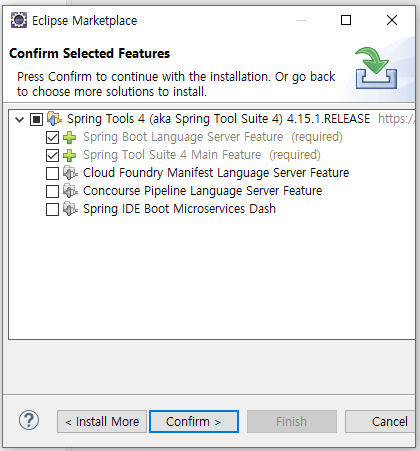 Eclipse Marketplace
Confirm Selected Features
Press Confirm to continue with the installation. Or go back
to choose more solutions to install.
Spring Tools 4 (aka Spring Tool Suite 4) 4.15.1.RELEASE https:/
Spring Boot Language Server Feature (required)
Spring Tool Suite 4 Main Feature (required)
Cloud Foundry Manifest Language Server Feature
Concourse Pipeline Language Server Feature
Spring IDE Boot Microservices Dash
? < Install More Confirm > Finish Cancel